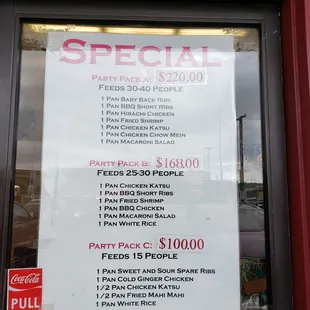 SPECIAL
PARTY PACK A: $220.00
FEEDS 30-40 PEOPLE
1 PAN BABY BACK RIBS
1 PAN BBQ SHORT RIBS
1 PAN HIBACHI CHICKEN
1 PAN FRIED SHRIMP
1 PAN CHICKEN KATSU
1 PAN CHICKEN CHOW MEIN
1 PAN MACARONI SALAD
PARTY PACK B: $168.00
FEEDS 25-30 PEOPLE
1 PAN CHICKEN KATSU
1 PAN BBQ SHORT RIBS
1 PAN FRIED SHRIMP
1 PAN BBQ CHICKEN
1 PAN MACARONI SALAD
1 PAN WHITE RICE
PARTY PACK C: $100.00
FEEDS 15 PEOPLE
1 PAN SWEET AND SOUR SPARE RIBS
1 PAN COLD GINGER CHICKEN
1/2 PAN CHICKEN KATSU
1/2 PAN FRIED MAHI MAHI
1 PAN WHITE RICE
Coca-Cola
PULL